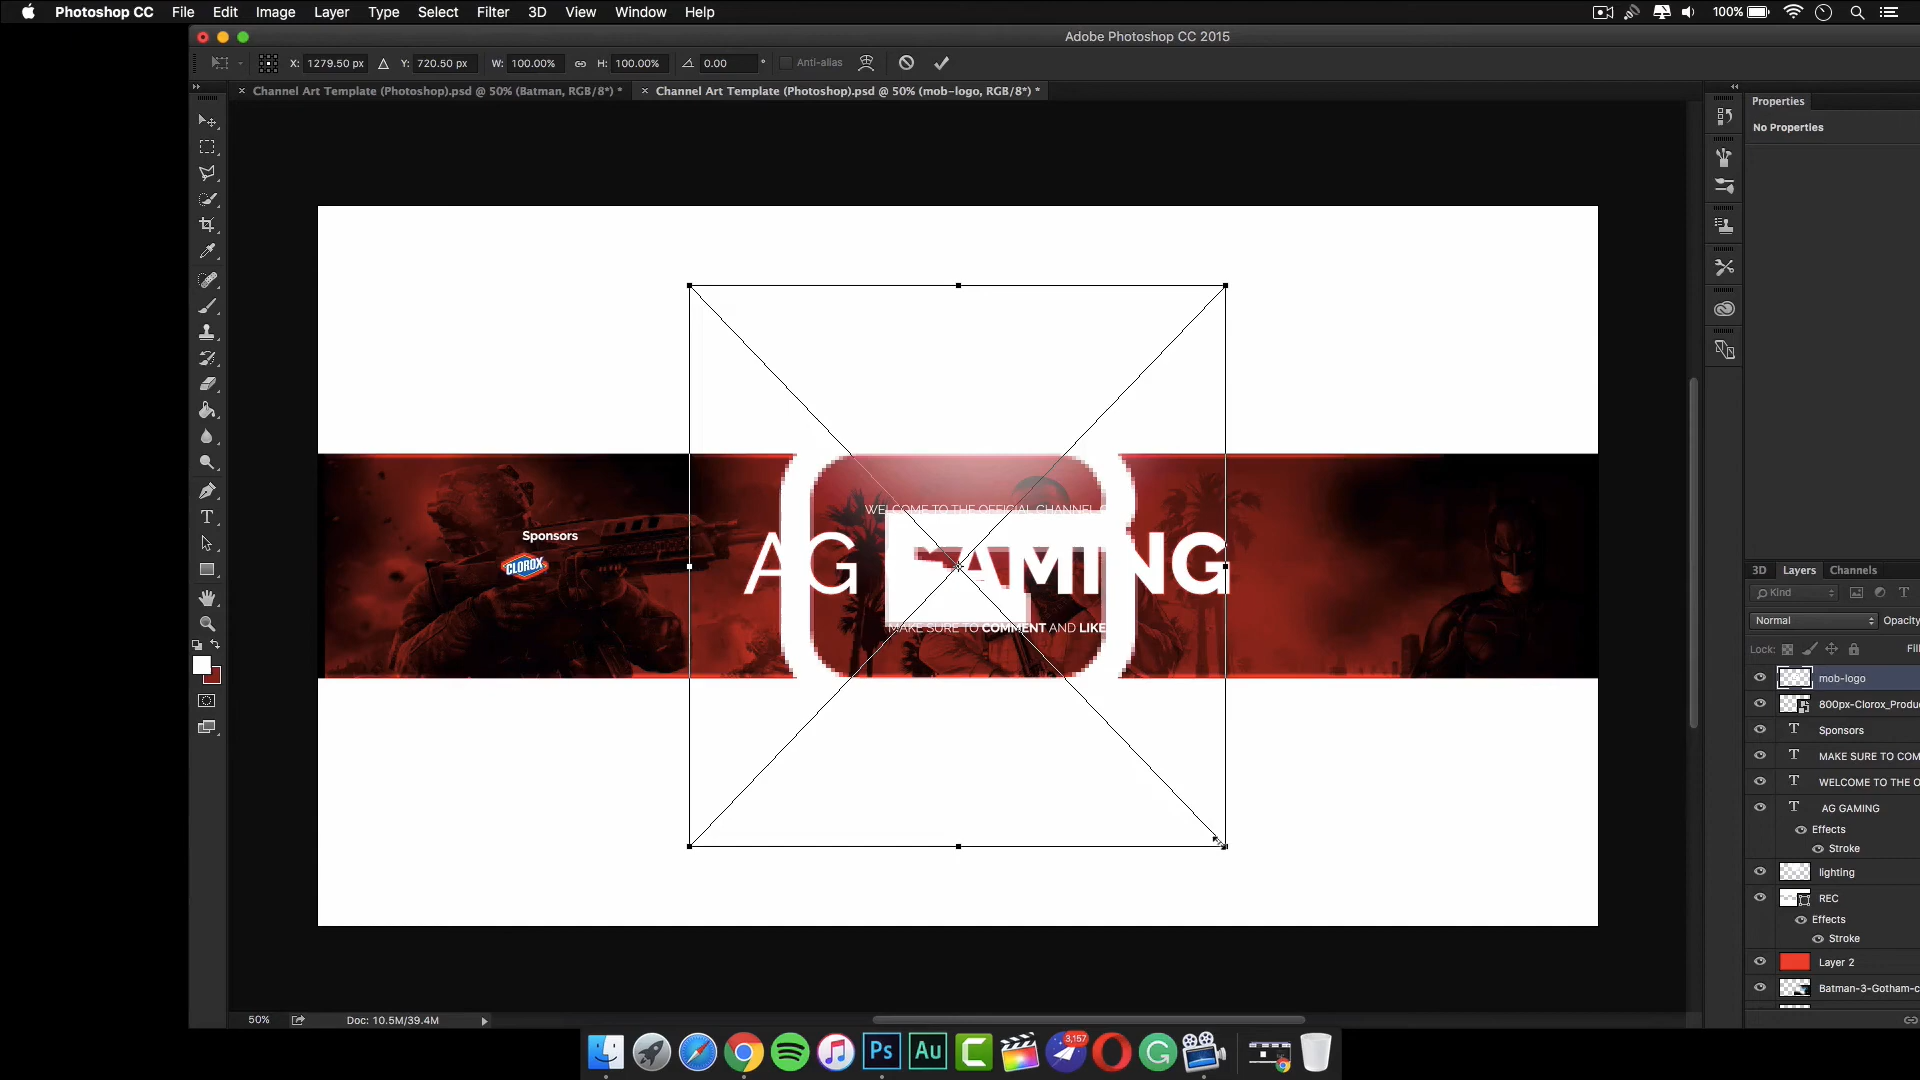 Photoshop CC File Edit Image Layer Type Select Filter 3D View Window Help 100%
Adobe Photoshop CC 2015
X: 1279.50 px Y: 720.50 px W: 100.00% H: 100.00% 0.00 ° Anti-alias
Channel Art Template (Photoshop).psd @ 50% (Batman, RGB/8*) *
Channel Art Template (Photoshop).psd @ 50% (mob-logo, RGB/8*) *
Properties
No Properties
WELCOME TO THE OFFICIAL CHANNEL
Sponsors
CLOROX
AG GAMING
MAKE SURE TO COMMENT AND LIKE
3D Layers Channels
Kind
Normal Opacity
Lock: Fill
mob-logo
800px-Clorox_Produ
Sponsors
MAKE SURE TO COM
WELCOME TO THE O
AG GAMING
Effects
Stroke
lighting
REC
Effects
Stroke
Layer 2
Batman-3-Gotham-c
50% Doc: 10.5M/39.4M
3,157
Ps
Au